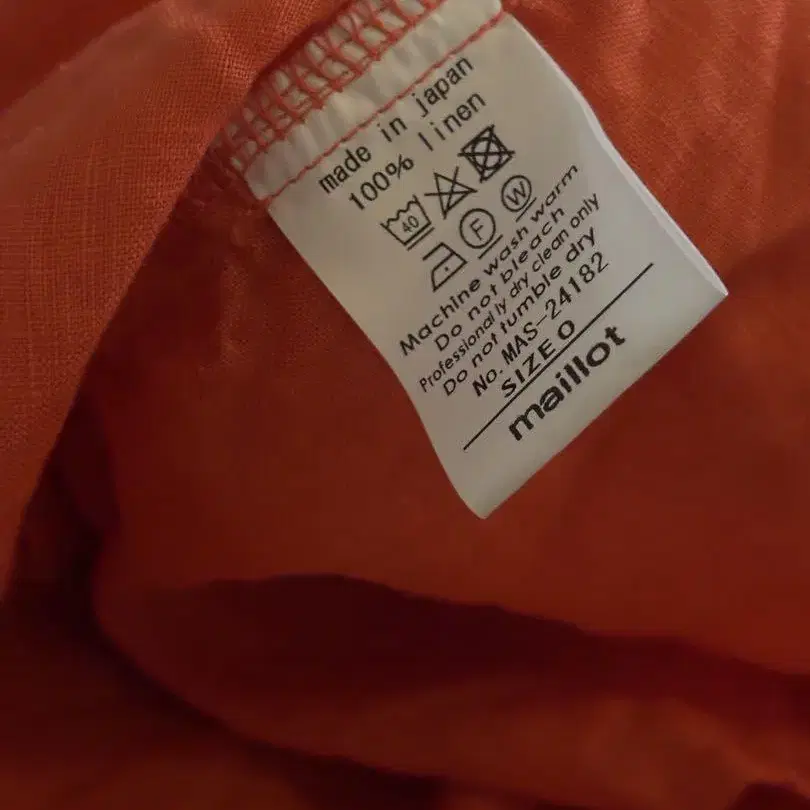 made in japan
100% linen
40
F W
Machine wash warm
Do not bleach
Professionally dry clean only
Do not tumble dry
No. MAS-24182
SIZE 0
maillot